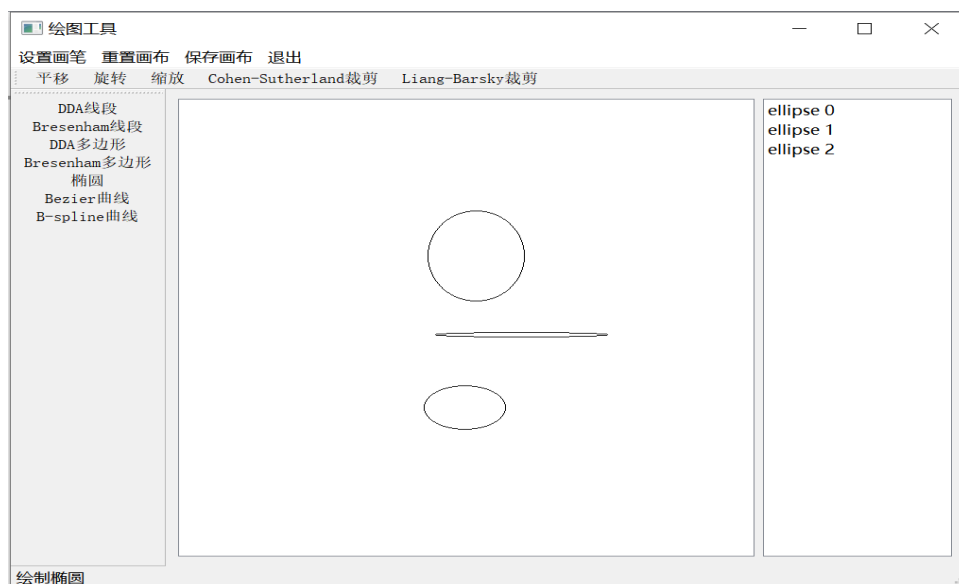 绘图工具
设置画笔 重置画布 保存画布 退出
平移 旋转 缩放 Cohen-Sutherland裁剪 Liang-Barsky裁剪
DDA线段
Bresenham线段
DDA多边形
Bresenham多边形
椭圆
Bezier曲线
B-spline曲线
ellipse 0
ellipse 1
ellipse 2
绘制椭圆